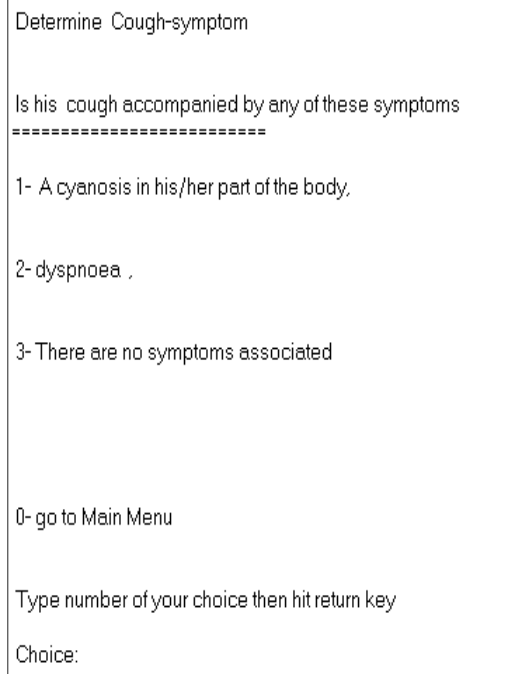 Determine Cough-symptom
Is his cough accompanied by any of these symptoms
==========================
1- A cyanosis in his/her part of the body,
2- dyspnoea ,
3- There are no symptoms associated
0- go to Main Menu
Type number of your choice then hit return key
Choice: